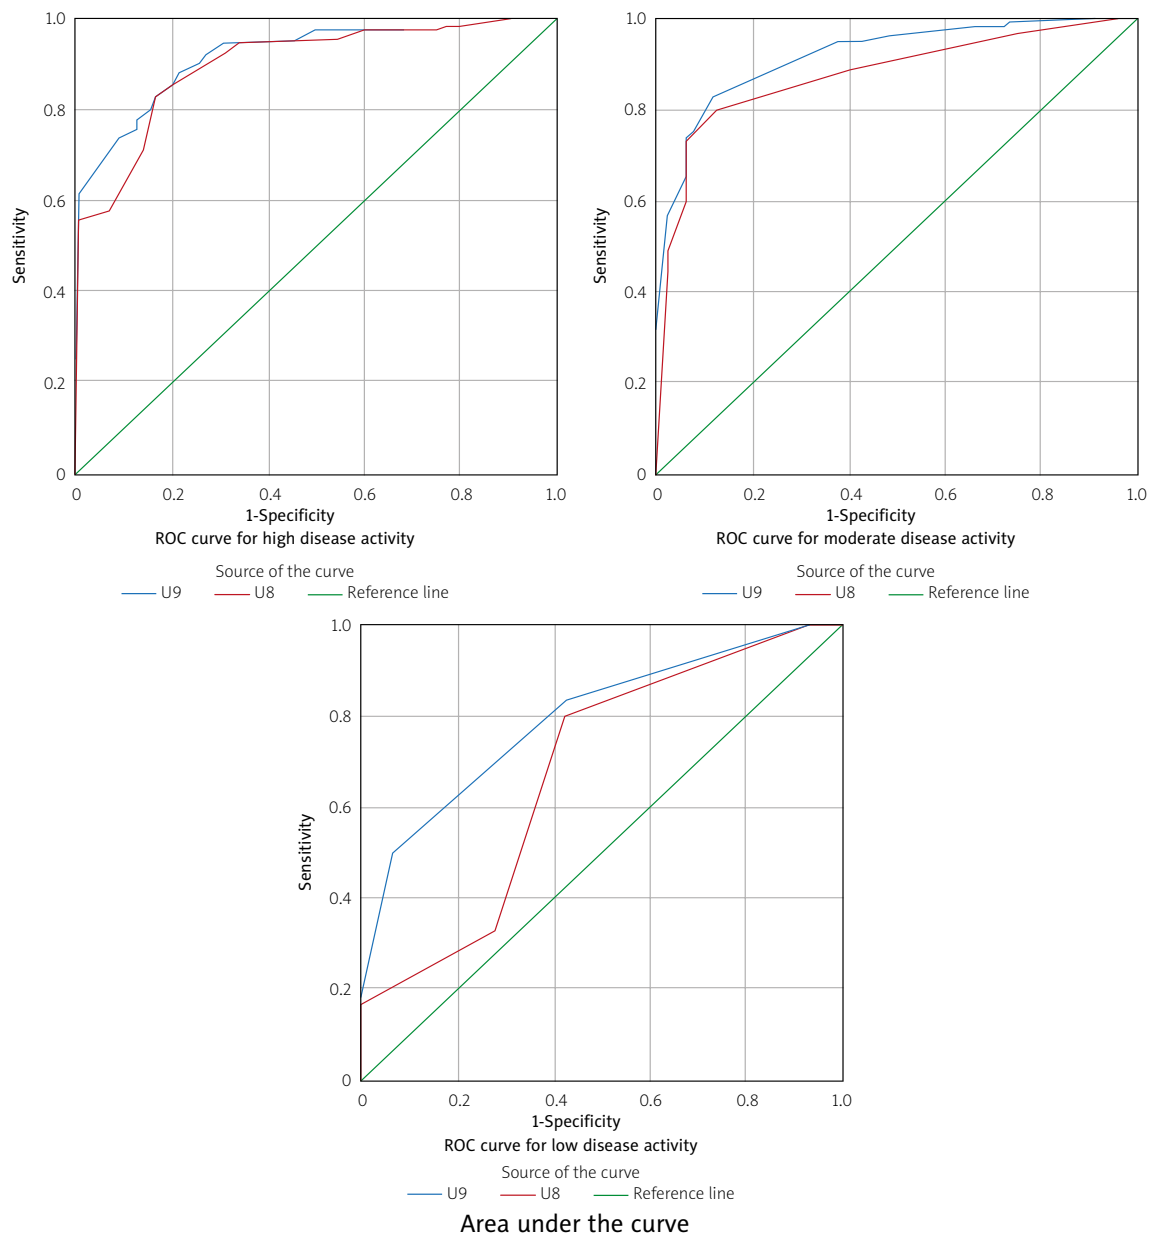 1.0
0.8
0.6
0.4
0.2
0
Sensitivity
0 0.2 0.4 0.6 0.8 1.0
1-Specificity
ROC curve for high disease activity
Source of the curve
U9 U8 Reference line
1.0
0.8
0.6
0.4
0.2
0
Sensitivity
0 0.2 0.4 0.6 0.8 1.0
1-Specificity
ROC curve for moderate disease activity
Source of the curve
U9 U8 Reference line
1.0
0.8
0.6
0.4
0.2
0
Sensitivity
0 0.2 0.4 0.6 0.8 1.0
1-Specificity
ROC curve for low disease activity
Source of the curve
U9 U8 Reference line
Area under the curve